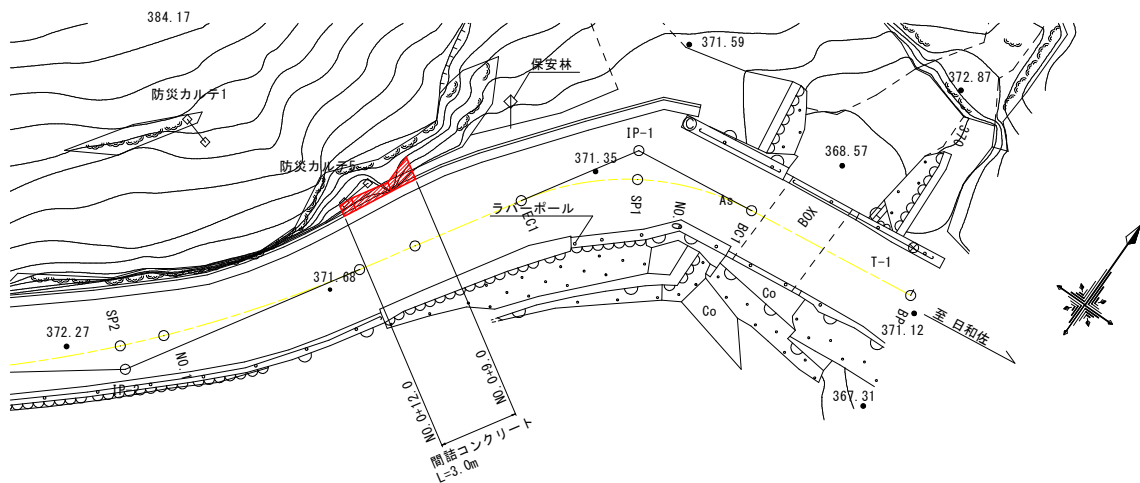 384.17
371.59
372.87
保安林
防災カルテ1
370
IP-1
368.57
371.35
防災カルテ5
As
SP1
NO.
ラバーポール
EC1
BOX
BC1
T-1
371.68
Co
Co
BP
371.12
至 日和佐
SP2
372.27
NO.1
IP-2
367.31
NO.0+9.0
NO.0+12.0
間詰コンクリート
L=3.0m